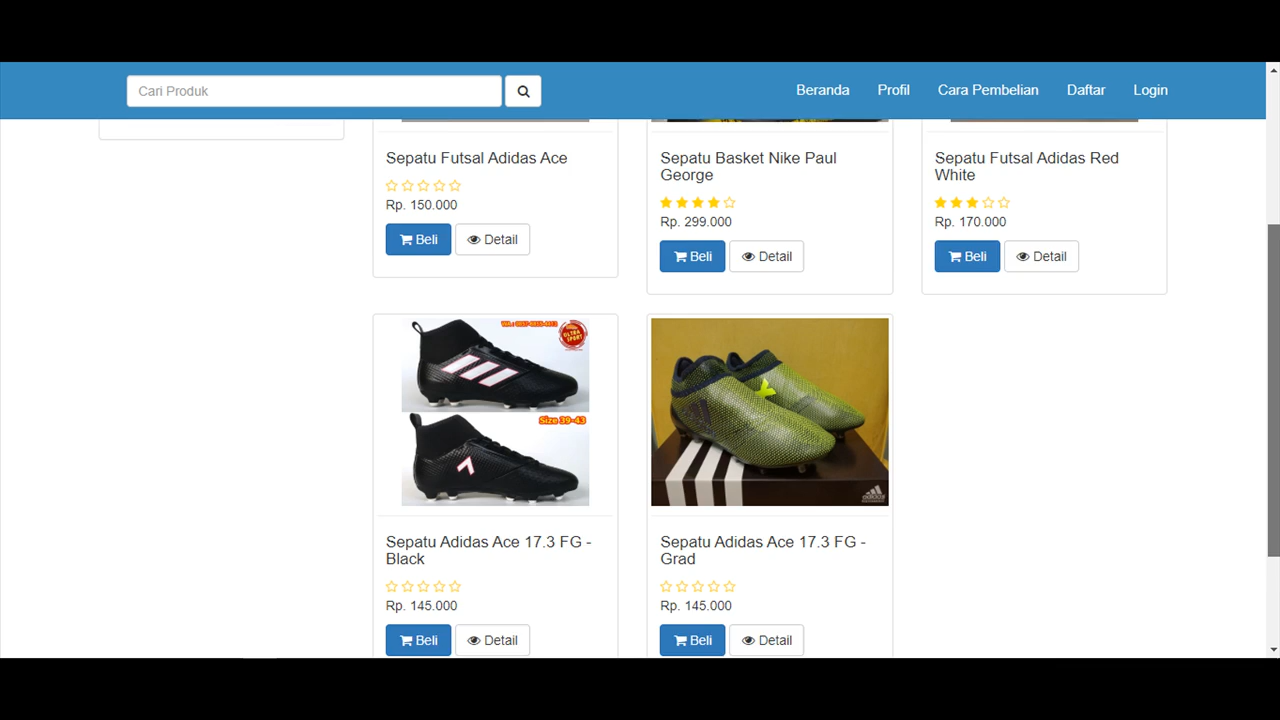 Cari Produk
Beranda Profil Cara Pembelian Daftar Login
Sepatu Futsal Adidas Ace
Rp. 150.000
Beli Detail
Sepatu Basket Nike Paul
George
Rp. 299.000
Beli Detail
Sepatu Futsal Adidas Red
White
Rp. 170.000
Beli Detail
ULTRA
SPORT
Size 39-43
Sepatu Adidas Ace 17.3 FG -
Black
Rp. 145.000
Beli Detail
adidas
Sepatu Adidas Ace 17.3 FG -
Grad
Rp. 145.000
Beli Detail